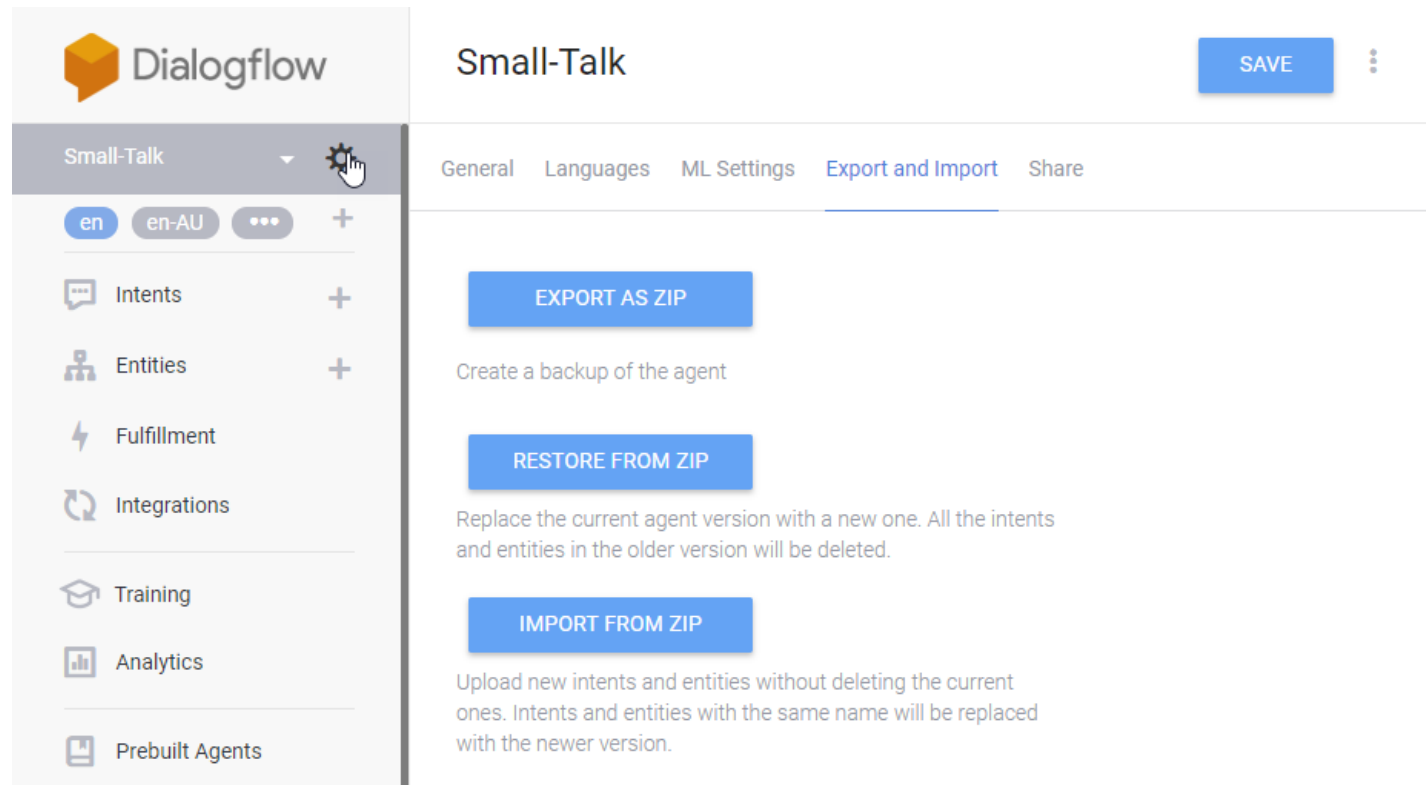 Dialogflow
Small-Talk
SAVE
Small-Talk
en
en-AU
Intents
Entities
Fulfillment
Integrations
Training
Analytics
Prebuilt Agents
General Languages ML Settings Export and Import Share
EXPORT AS ZIP
Create a backup of the agent
RESTORE FROM ZIP
Replace the current agent version with a new one. All the intents
and entities in the older version will be deleted.
IMPORT FROM ZIP
Upload new intents and entities without deleting the current
ones. Intents and entities with the same name will be replaced
with the newer version.